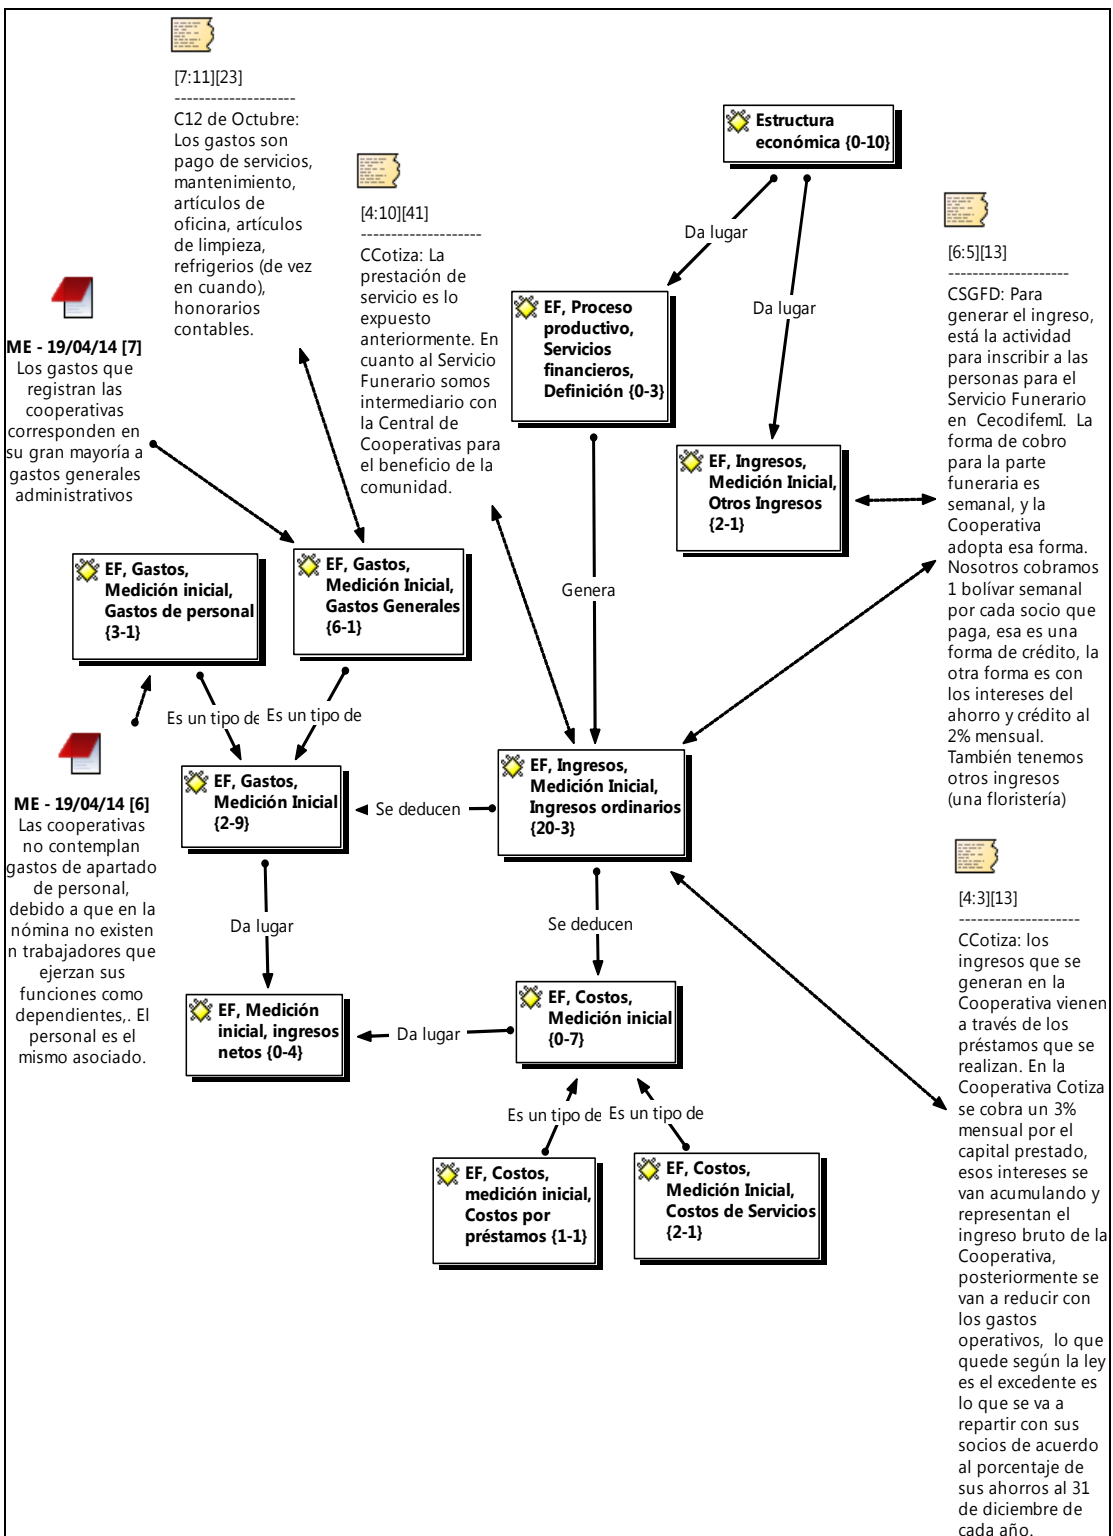 [7:11][23]
--------------------
C12 de Octubre:
Los gastos son
pago de servicios,
mantenimiento,
artículos de
oficina, artículos
de limpieza,
refrigerios (de vez
en cuando),
honorarios
contables.
[4:10][41]
--------------------
CCotiza: La
prestación de
servicio es lo
expuesto
anteriormente. En
cuanto al Servicio
Funerario somos
intermediario con
la Central de
Cooperativas para
el beneficio de la
comunidad.
Estructura
económica {0-10}
Da lugar
Da lugar
[6:5][13]
--------------------
CSGFD: Para
generar el ingreso,
está la actividad
para inscribir a las
personas para el
Servicio Funerario
en  CecodifemI.  La
forma de cobro
para la parte
funeraria es
semanal, y la
Cooperativa
adopta esa forma.
Nosotros cobramos
1 bolívar semanal
por cada socio que
paga, esa es una
forma de crédito, la
otra forma es con
los intereses del
ahorro y crédito al
2% mensual.
También tenemos
otros ingresos
(una floristería)
ME - 19/04/14 [7]
Los gastos que
registran las
cooperativas
corresponden en
su gran mayoría a
gastos generales
administrativos
EF, Proceso
productivo,
Servicios
financieros,
Definición {0-3}
EF, Ingresos,
Medición Inicial,
Otros Ingresos
{2-1}
EF, Gastos,
Medición inicial,
Gastos de personal
{3-1}
EF, Gastos,
Medición Inicial,
Gastos Generales
{6-1}
Genera
Es un tipo de
Es un tipo de
ME - 19/04/14 [6]
Las cooperativas
no contemplan
gastos de apartado
de personal,
debido a que en la
nómina no existen
n trabajadores que
ejerzan sus
funciones como
dependientes,. El
personal es el
mismo asociado.
EF, Gastos,
Medición Inicial
{2-9}
Se deducen
EF, Ingresos,
Medición Inicial,
Ingresos ordinarios
{20-3}
Da lugar
Se deducen
EF, Medición
inicial, ingresos
netos {0-4}
Da lugar
EF, Costos,
Medición inicial
{0-7}
Es un tipo de
Es un tipo de
EF, Costos,
medición inicial,
Costos por
préstamos {1-1}
EF, Costos,
Medición Inicial,
Costos de Servicios
{2-1}
[4:3][13]
--------------------
CCotiza: los
ingresos que se
generan en la
Cooperativa vienen
a través de los
préstamos que se
realizan. En la
Cooperativa Cotiza
se cobra un 3%
mensual por el
capital prestado,
esos intereses se
van acumulando y
representan el
ingreso bruto de la
Cooperativa,
posteriormente se
van a reducir con
los gastos
operativos,  lo que
quede según la ley
es el excedente es
lo que se va a
repartir con sus
socios de acuerdo
al porcentaje de
sus ahorros al 31
de diciembre de
cada año.